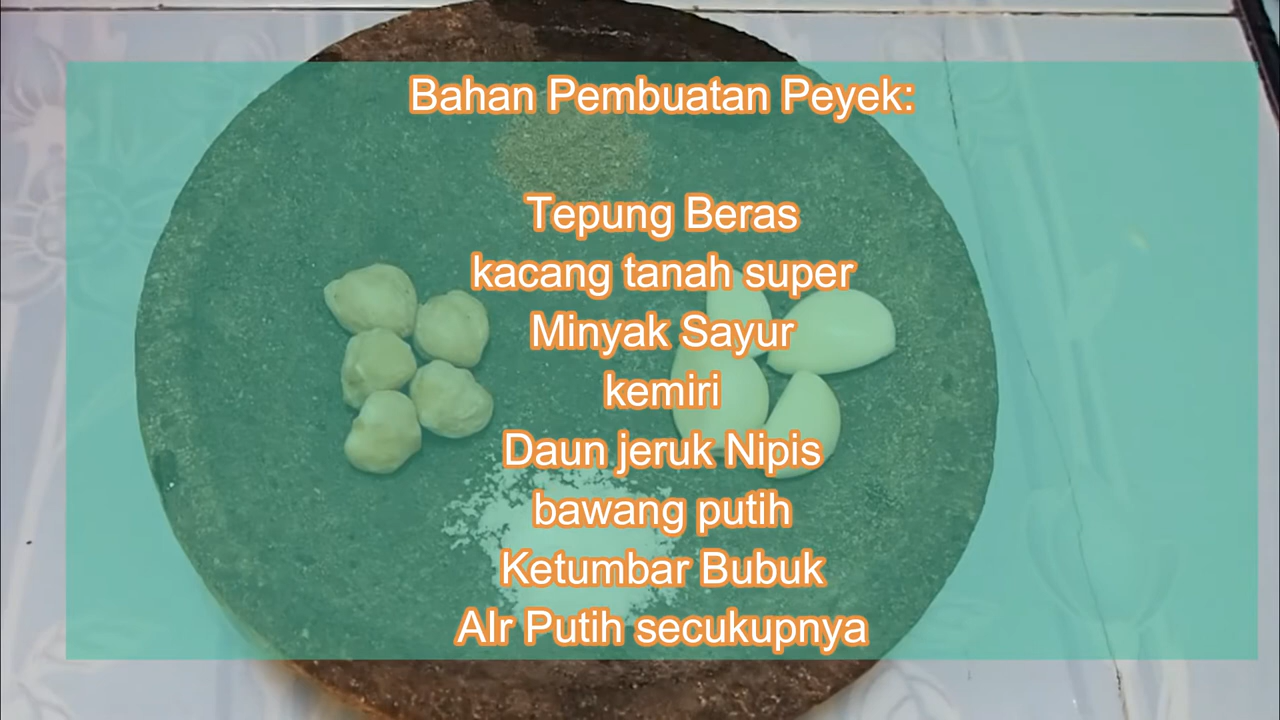 Bahan Pembuatan Peyek:
Tepung Beras
kacang tanah super
Minyak Sayur
kemiri
Daun jeruk Nipis
bawang putih
Ketumbar Bubuk
AIr Putih secukupnya